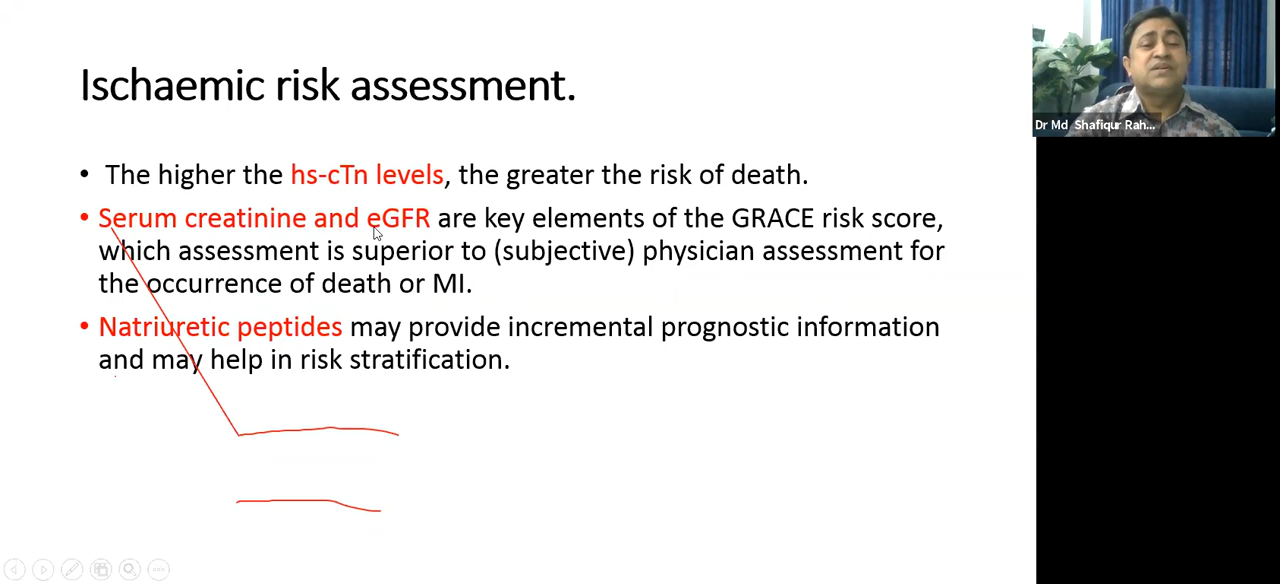 Ischaemic risk assessment.
• The higher the hs-cTn levels, the greater the risk of death.
• Serum creatinine and eGFR are key elements of the GRACE risk score,
which assessment is superior to (subjective) physician assessment for
the occurrence of death or MI.
• Natriuretic peptides may provide incremental prognostic information
and may help in risk stratification.
Dr Md Shafiqur Rah...